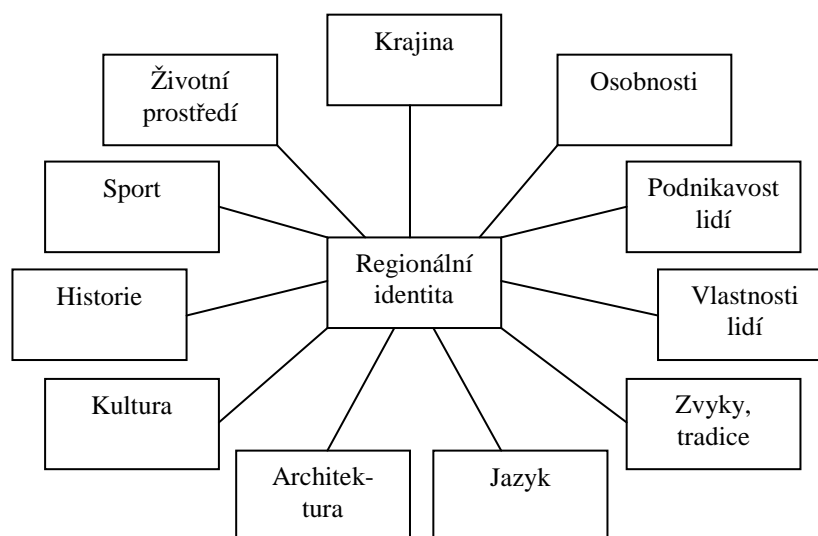 Krajina
Životní
prostředí
Osobnosti
Sport
Podnikavost
lidí
Regionální
identita
Historie
Vlastnosti
lidí
Kultura
Zvyky,
tradice
Architek-
tura
Jazyk